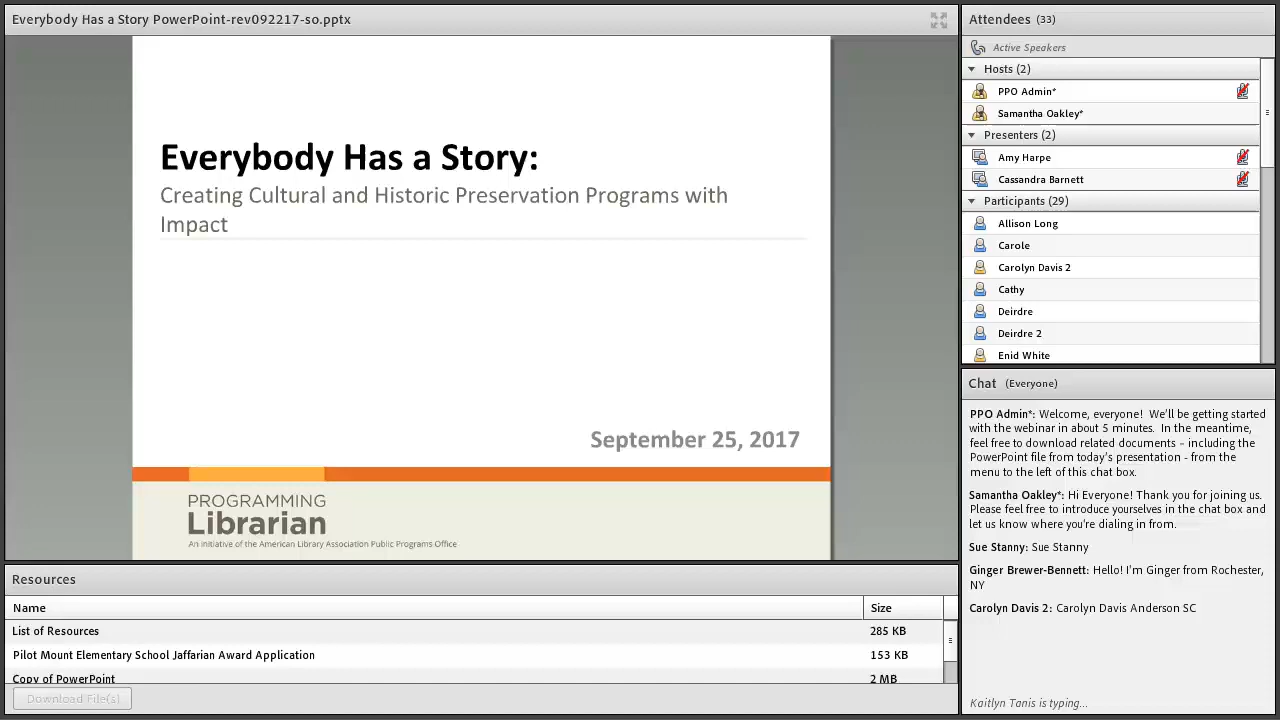 Everybody Has a Story PowerPoint-rev092217-so.pptx
Everybody Has a Story:
Creating Cultural and Historic Preservation Programs with
Impact
September 25, 2017
PROGRAMMING
Librarian
An initiative of the American Library Association Public Programs Office
Resources
Name Size
List of Resources 285 KB
Pilot Mount Elementary School Jaffarian Award Application 153 KB
Copy of PowerPoint 2 MB
Download File(s)
Attendees (33)
Active Speakers
Hosts (2)
PPO Admin*
Samantha Oakley*
Presenters (2)
Amy Harpe
Cassandra Barnett
Participants (29)
Allison Long
Carole
Carolyn Davis 2
Cathy
Deirdre
Deirdre 2
Enid White
Chat (Everyone)
PPO Admin*: Welcome, everyone! We'll be getting started
with the webinar in about 5 minutes. In the meantime,
feel free to download related documents – including the
PowerPoint file from today's presentation - from the
menu to the left of this chat box.
Samantha Oakley*: Hi Everyone! Thank you for joining us.
Please feel free to introduce yourselves in the chat box and
let us know where you're dialing in from.
Sue Stanny: Sue Stanny
Ginger Brewer-Bennett: Hello! I'm Ginger from Rochester,
NY
Carolyn Davis 2: Carolyn Davis Anderson SC
Kaitlyn Tanis is typing...